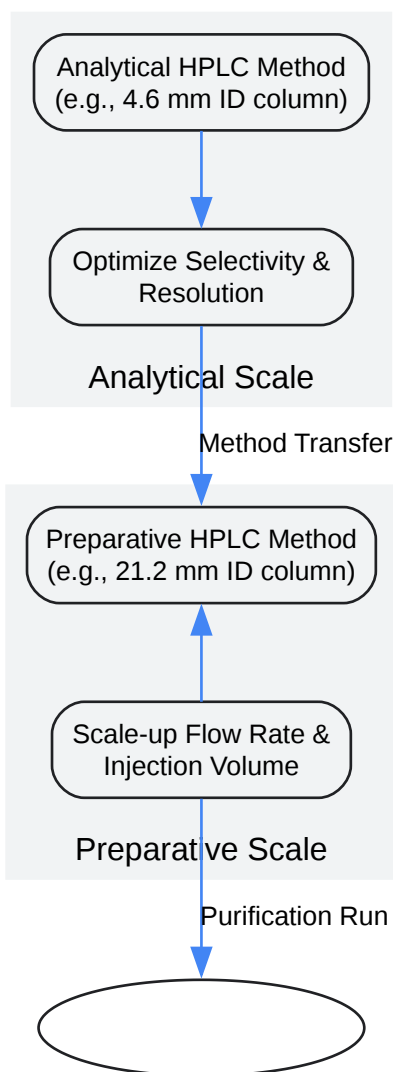 Analytical HPLC Method
(e.g., 4.6 mm ID column)
Optimize Selectivity &
Resolution
Analytical Scale
Method Transfer
Preparative HPLC Method
(e.g., 21.2 mm ID column)
Scale-up Flow Rate &
Injection Volume
Preparative Scale
Purification Run